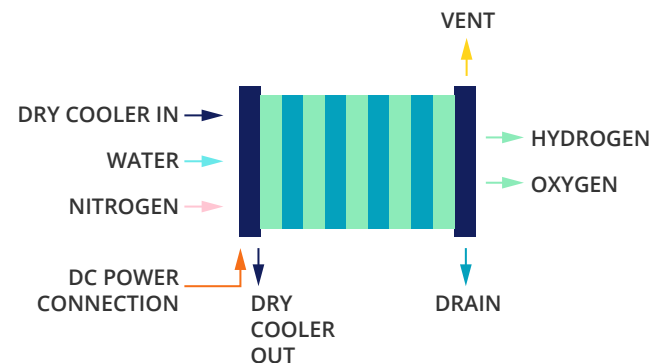 VENT
DRY COOLER IN
HYDROGEN
WATER
OXYGEN
NITROGEN
DC POWER
CONNECTION
DRY
COOLER
OUT
DRAIN